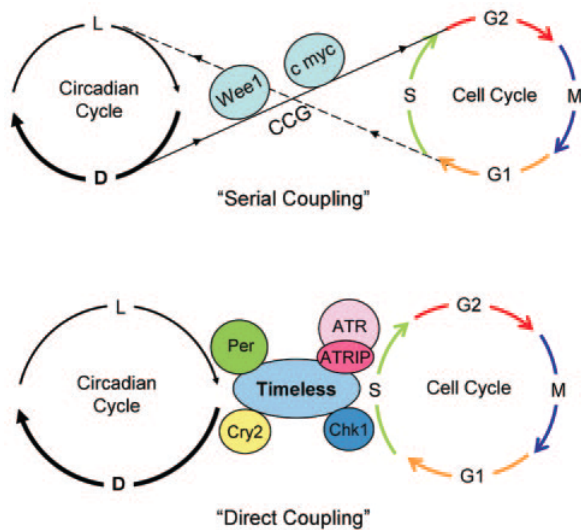 L
G2
c myc
Circadian
Cycle
Wee1
S
Cell Cycle
M
CCG
D
G1
"Serial Coupling"
L
G2
ATR
Per
ATRIP
Circadian
Cycle
Timeless
S
Cell Cycle
M
Cry2
Chk1
D
G1
"Direct Coupling"